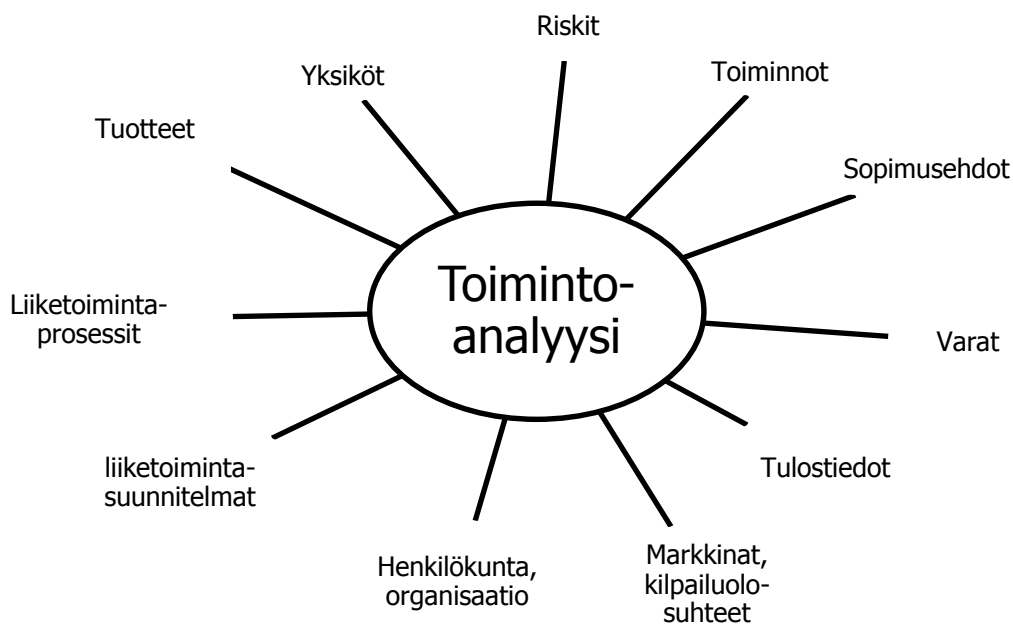 Riskit
Yksiköt
Toiminnot
Tuotteet
Sopimusehdot
Toiminto-
analyysi
Liiketoiminta-
prosessit
Varat
liiketoiminta-
suunnitelmat
Tulostiedot
Henkilökunta,
organisaatio
Markkinat,
kilpailuolo-
suhteet